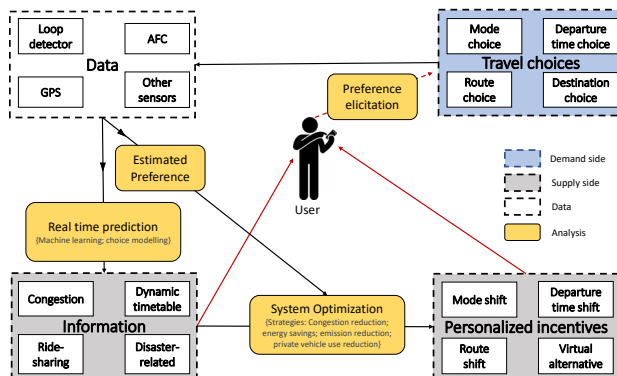 Loop
detector
AFC
Data
GPS
Other
sensors
Mode
choice
Departure
time choice
Travel choices
Route
choice
Destination
choice
Preference
elicitation
Estimated
Preference
User
Demand side
Supply side
Data
Analysis
Real time prediction
{Machine learning; choice modelling}
Congestion
Dynamic
timetable
Information
Ride-
sharing
Disaster-
related
System Optimization
{Strategies: Congestion reduction;
energy savings; emission reduction;
private vehicle use reduction}
Mode shift
Departure
time shift
Personalized incentives
Route
shift
Virtual
alternative